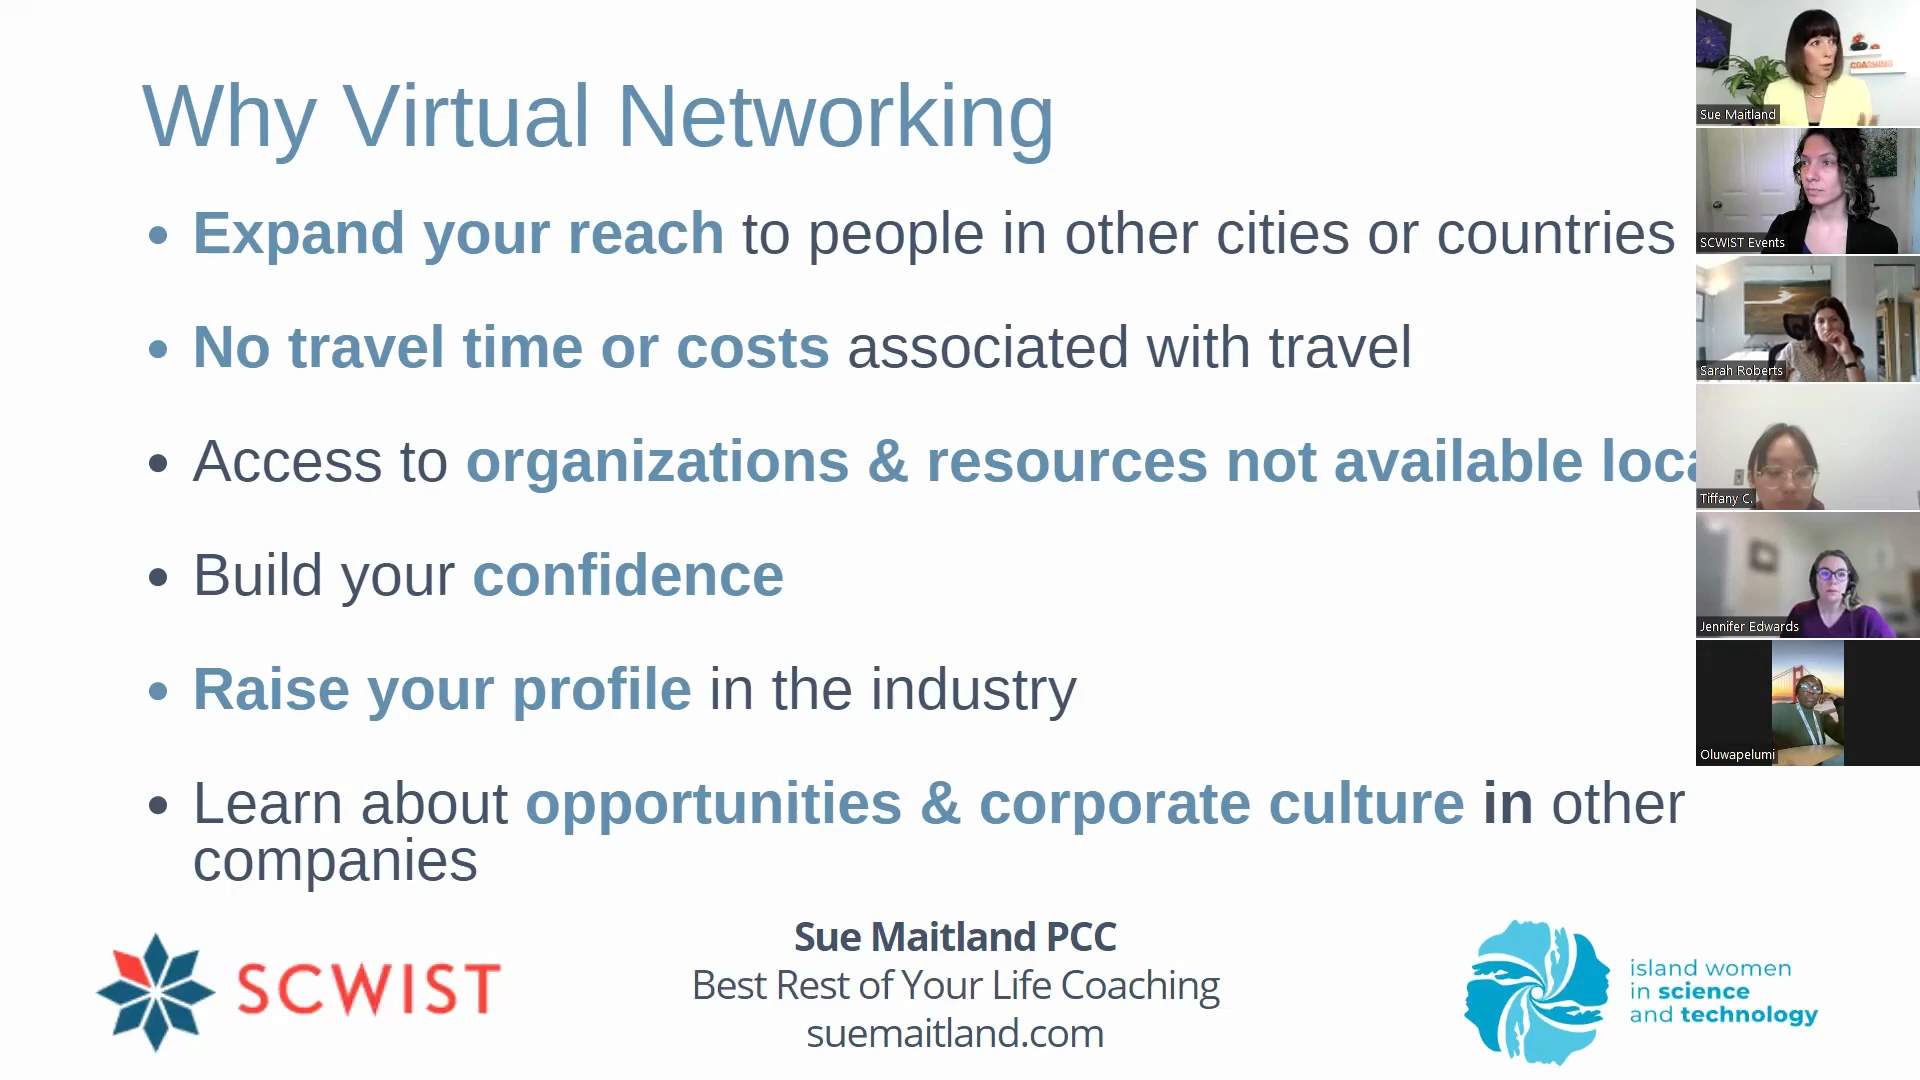 Why Virtual Networking
• Expand your reach to people in other cities or countries
• No travel time or costs associated with travel
• Access to organizations & resources not available loca
• Build your confidence
• Raise your profile in the industry
• Learn about opportunities & corporate culture in other
companies
Sue Maitland PCC
Best Rest of Your Life Coaching
suemaitland.com
SCWIST
island women
in science
and technology
COACHING
Sue Maitland
SCWIST Events
Sarah Roberts
Tiffany C.
Jennifer Edwards
Oluwapelumi